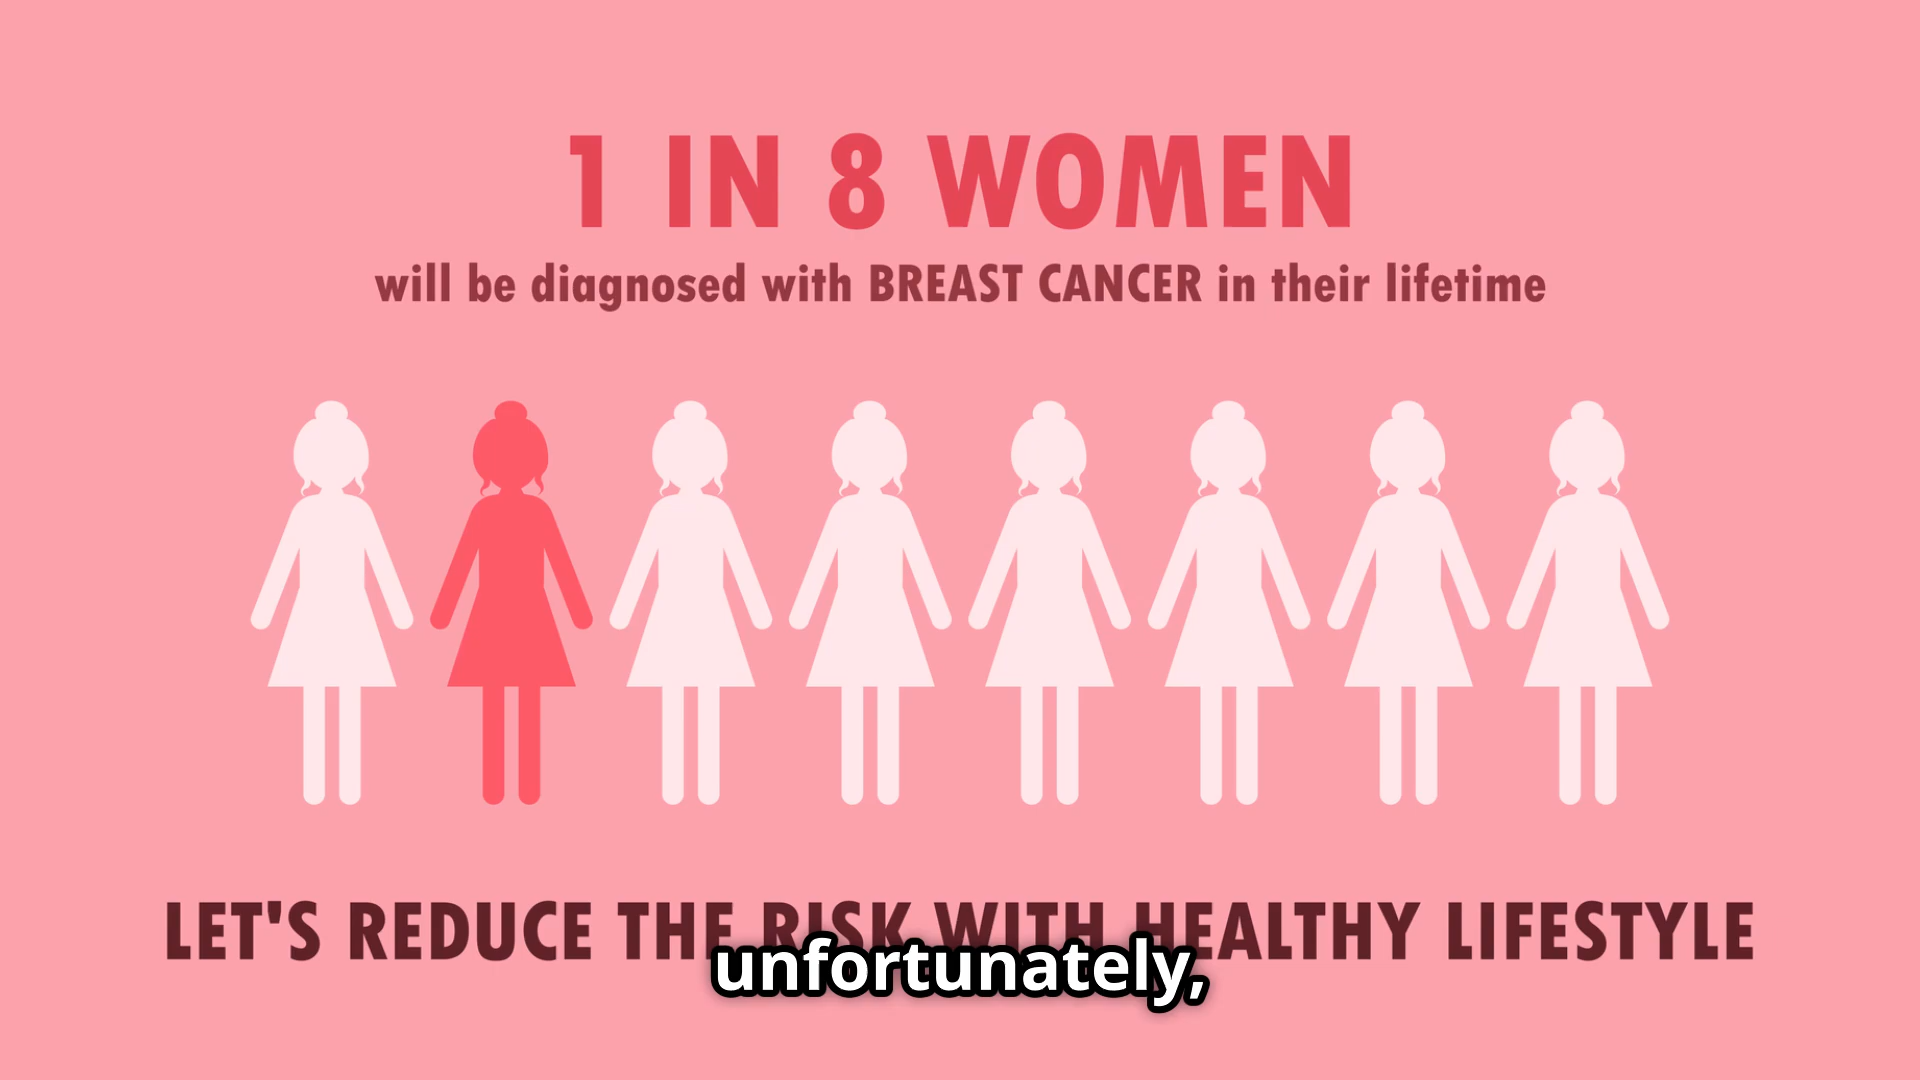 1 IN 8 WOMEN
will be diagnosed with BREAST CANCER in their lifetime
LET'S REDUCE THE RISK WITH HEALTHY LIFESTYLE
unfortunately,